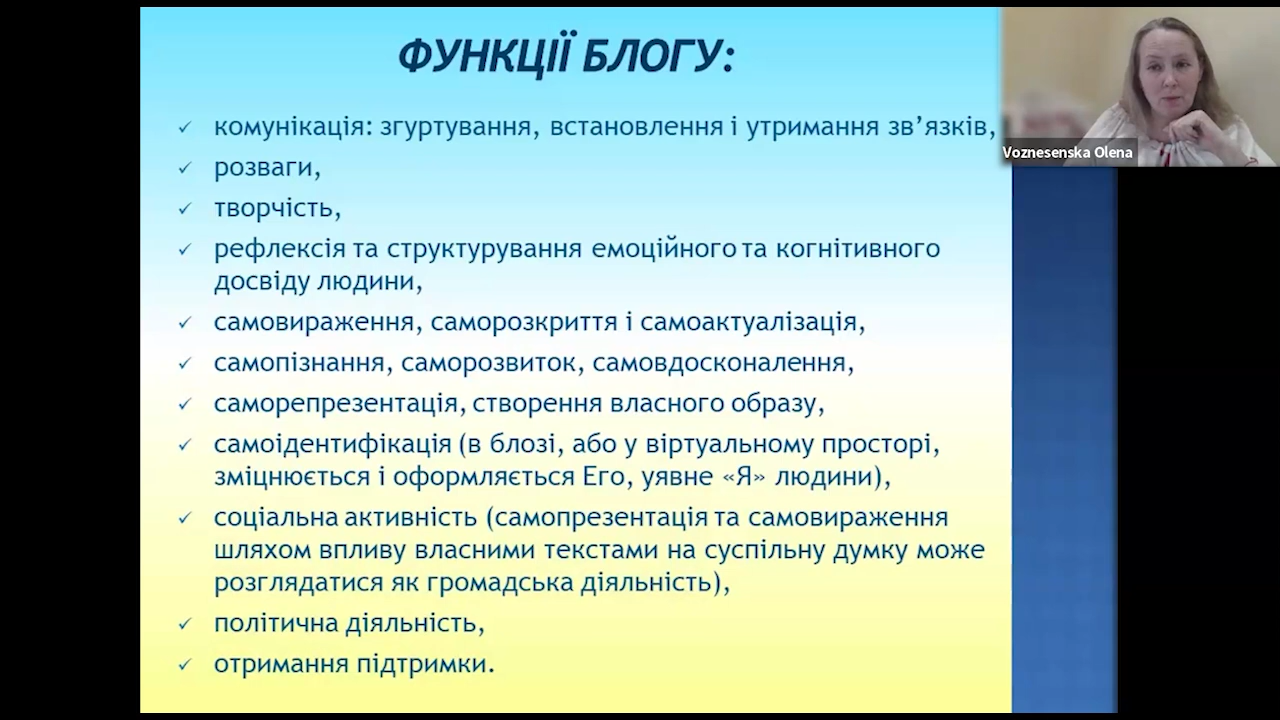 ФУНКЦІЇ БЛОГУ:
комунікація: згуртування, встановлення і утримання зв’язків,
розваги,
творчість,
рефлексія та структурування емоційного та когнітивного
досвіду людини,
самовираження, саморозкриття і самоактуалізація,
самопізнання, саморозвиток, самовдосконалення,
саморепрезентація, створення власного образу,
самоідентифікація (в блозі, або у віртуальному просторі,
зміцнюється і оформляється Его, уявне «Я» людини),
соціальна активність (самопрезентація та самовираження
шляхом впливу власними текстами на суспільну думку може
розглядатися як громадська діяльність),
політична діяльність,
отримання підтримки.
Voznesenska Olena